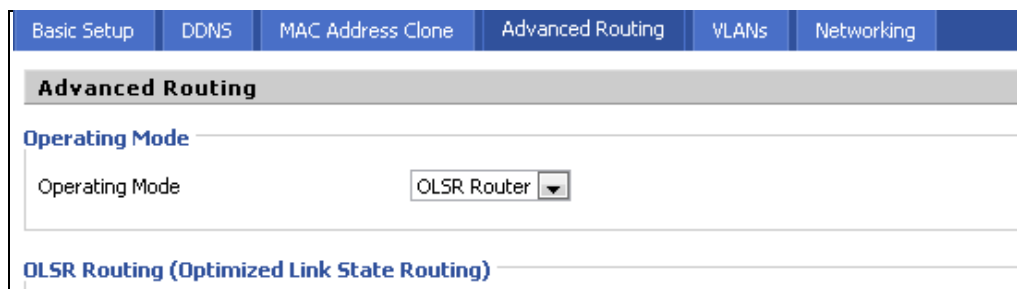 Basic Setup DDNS MAC Address Clone Advanced Routing VLANs Networking
Advanced Routing
Operating Mode
Operating Mode OLSR Router
OLSR Routing (Optimized Link State Routing)